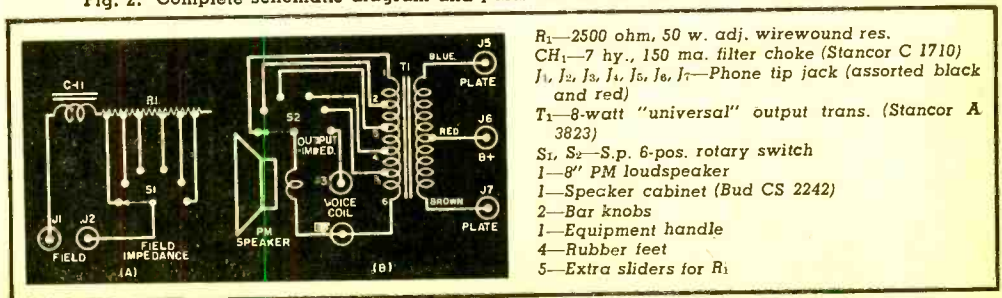 Fig. 2. Complete schematic diagram and
R1—2500 ohm, 50 w. adj. wirewound res.
CH1—7 hy., 150 ma. filter choke (Stancor C 1710)
J1, J2, J3, J4, J5, J6, J7—Phone tip jack (assorted black
and red)
T1—8-watt "universal" output trans. (Stancor A
3823)
S1, S2—S.p. 6-pos. rotary switch
1—8" PM loudspeaker
1—Speaker cabinet (Bud CS 2242)
2—Bar knobs
1—Equipment handle
4—Rubber feet
5—Extra sliders for R1
C-11
R1
S1
J1
J2
FIELD
FIELD
IMPEDANCE
(A)
PM
SPEAKER
S2
OUTPUT
IMPED.
VOICE
COIL
(B)
T1
1
2
6
BLUE
J5
PLATE
RED
J6
B+
BROWN
J7
PLATE